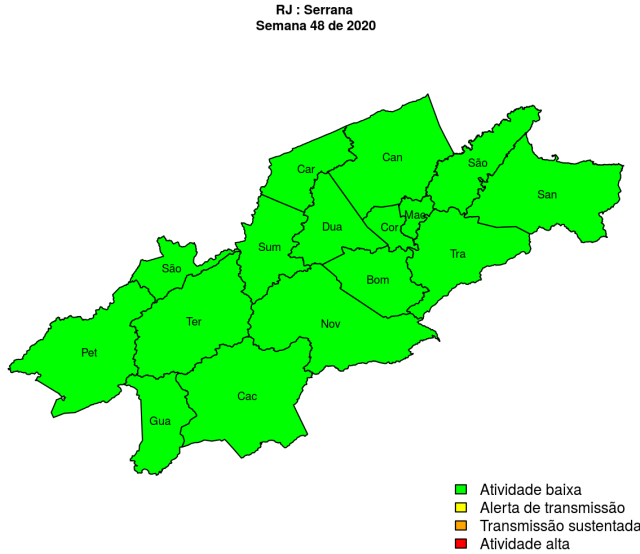 RJ : Serrana
Semana 48 de 2020
Can
Car
São
San
Mac
Dua
Cor
Sum
Tra
São
Bom
Ter
Nov
Pet
Cac
Gua
Atividade baixa
Alerta de transmissão
Transmissão sustentada
Atividade alta